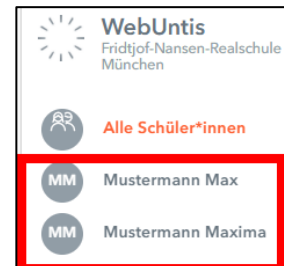 WebUntis
Fridtjof-Nansen-Realschule
München
Alle Schüler*innen
MM Mustermann Max
MM Mustermann Maxima